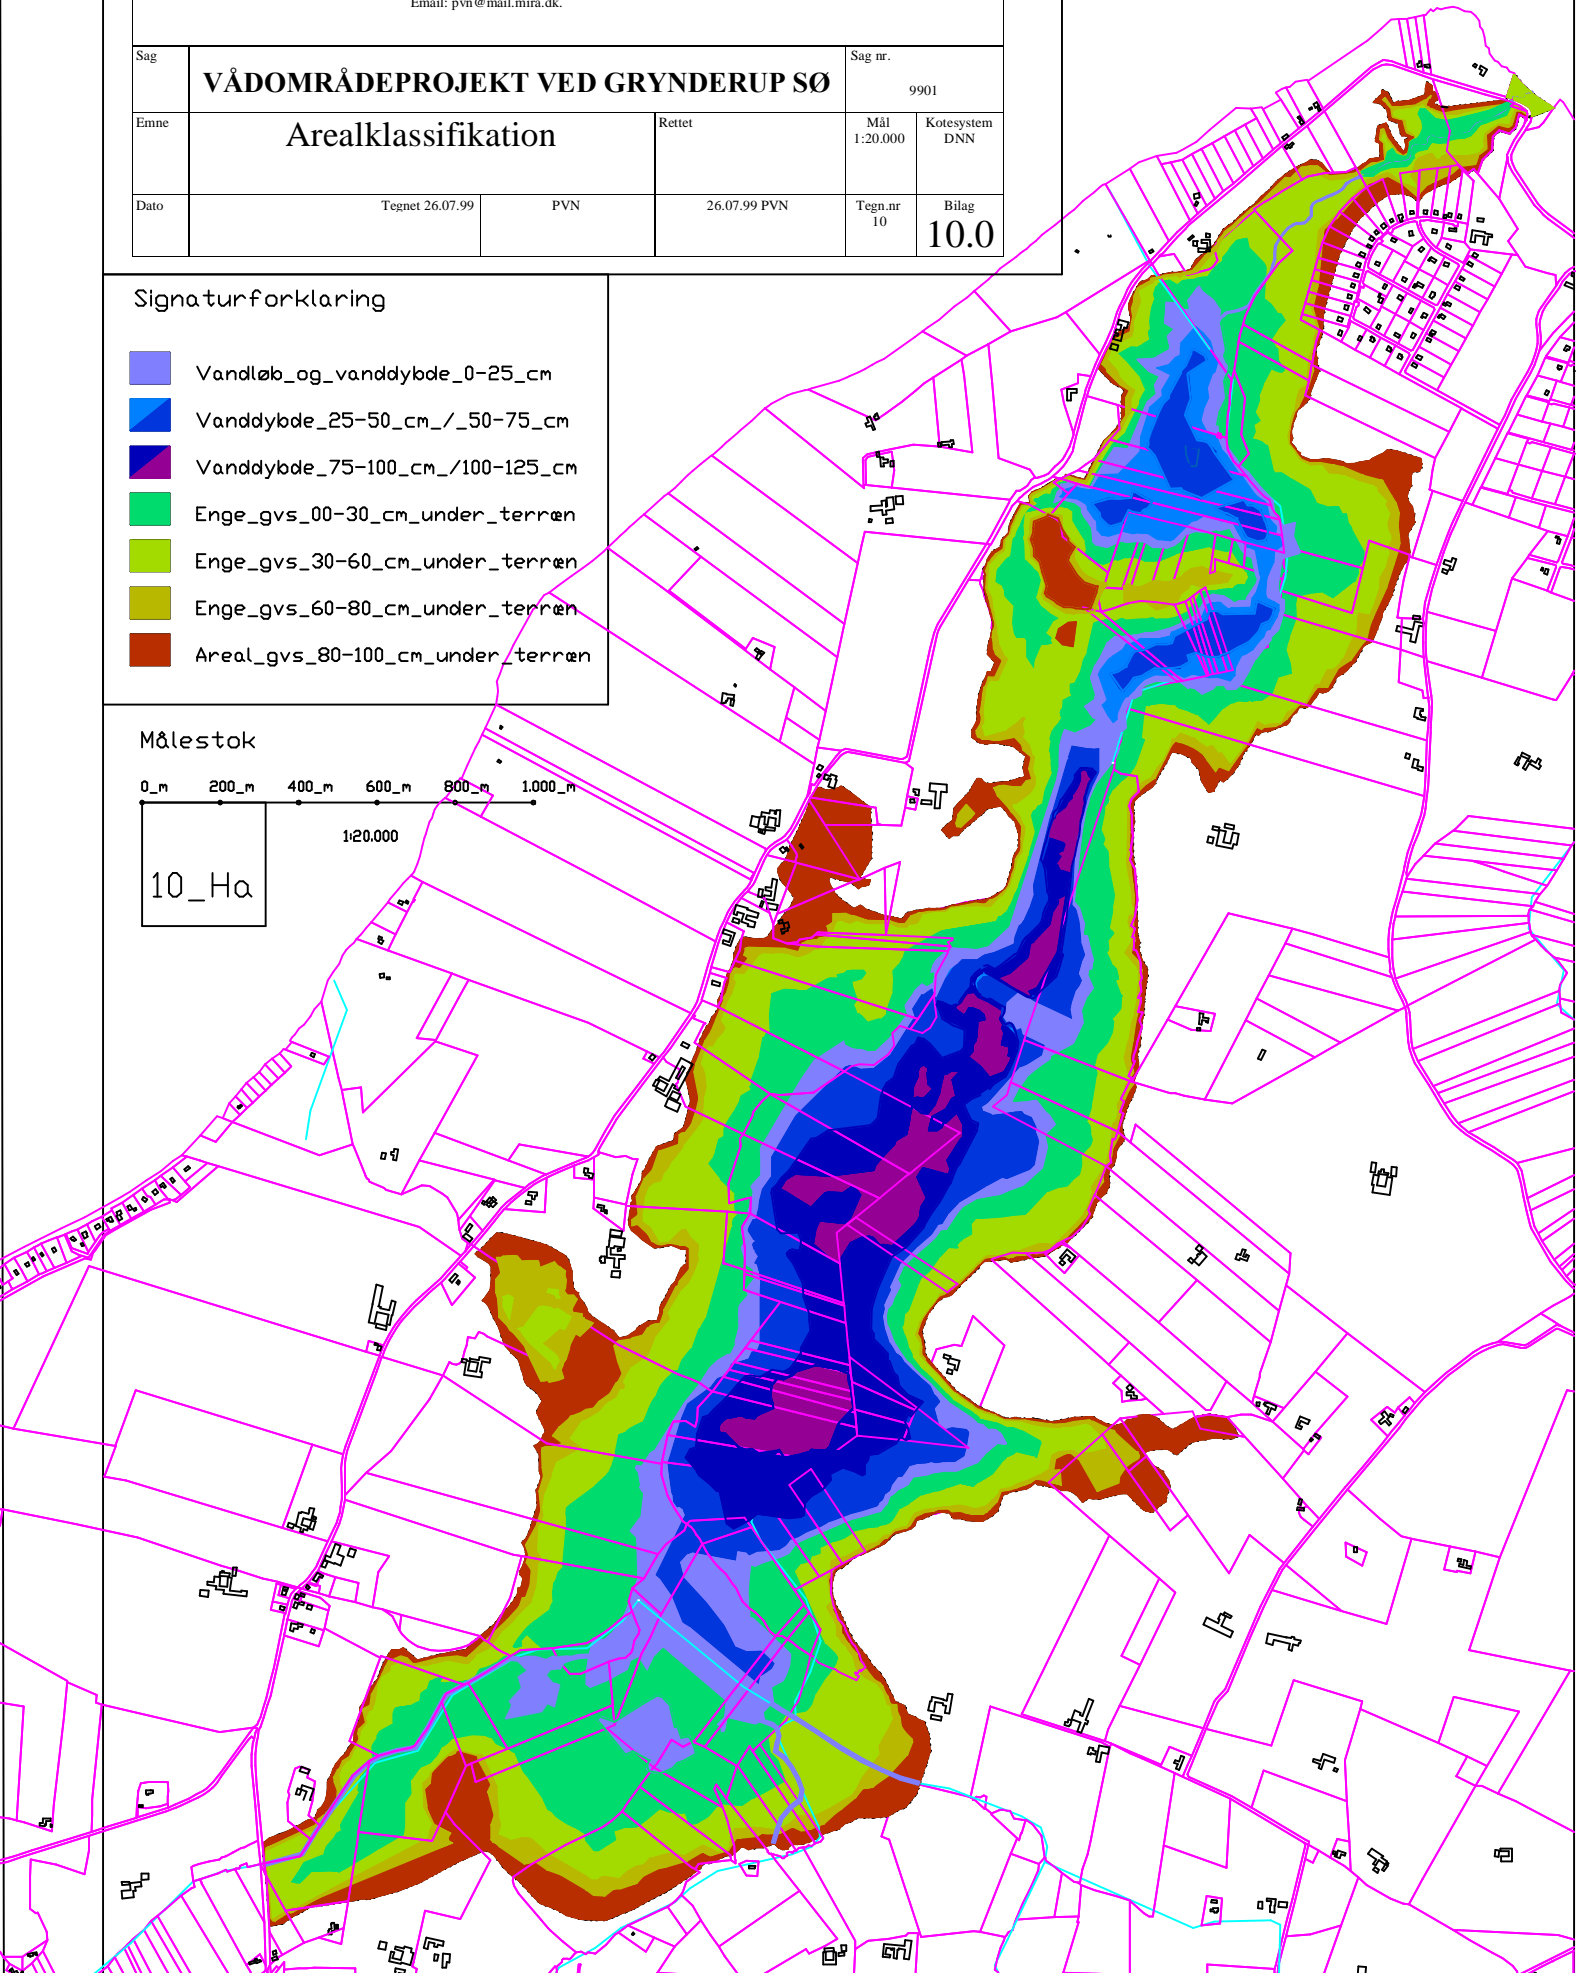 Email: pvn@mail.mira.dk.
Sag
VÅDOMRÅDEPROJEKT VED GRYNDERUP SØ
Sag nr.
9901
Emne
Arealklassifikation
Rettet
Mål
1:20.000
Kotesystem
DNN
Dato
Tegnet 26.07.99
PVN
26.07.99 PVN
Tegn.nr
10
Bilag
10.0
Signaturforklaring
Vandløb_og_vanddybde_0-25_cm
Vanddybde_25-50_cm_/_50-75_cm
Vanddybde_75-100_cm_/100-125_cm
Enge_gvs_00-30_cm_under_terræn
Enge_gvs_30-60_cm_under_terræn
Enge_gvs_60-80_cm_under_terræn
Areal_gvs_80-100_cm_under_terræn
Målestok
0_m 200_m 400_m 600_m 800_m 1.000_m
1:20.000
10_Ha